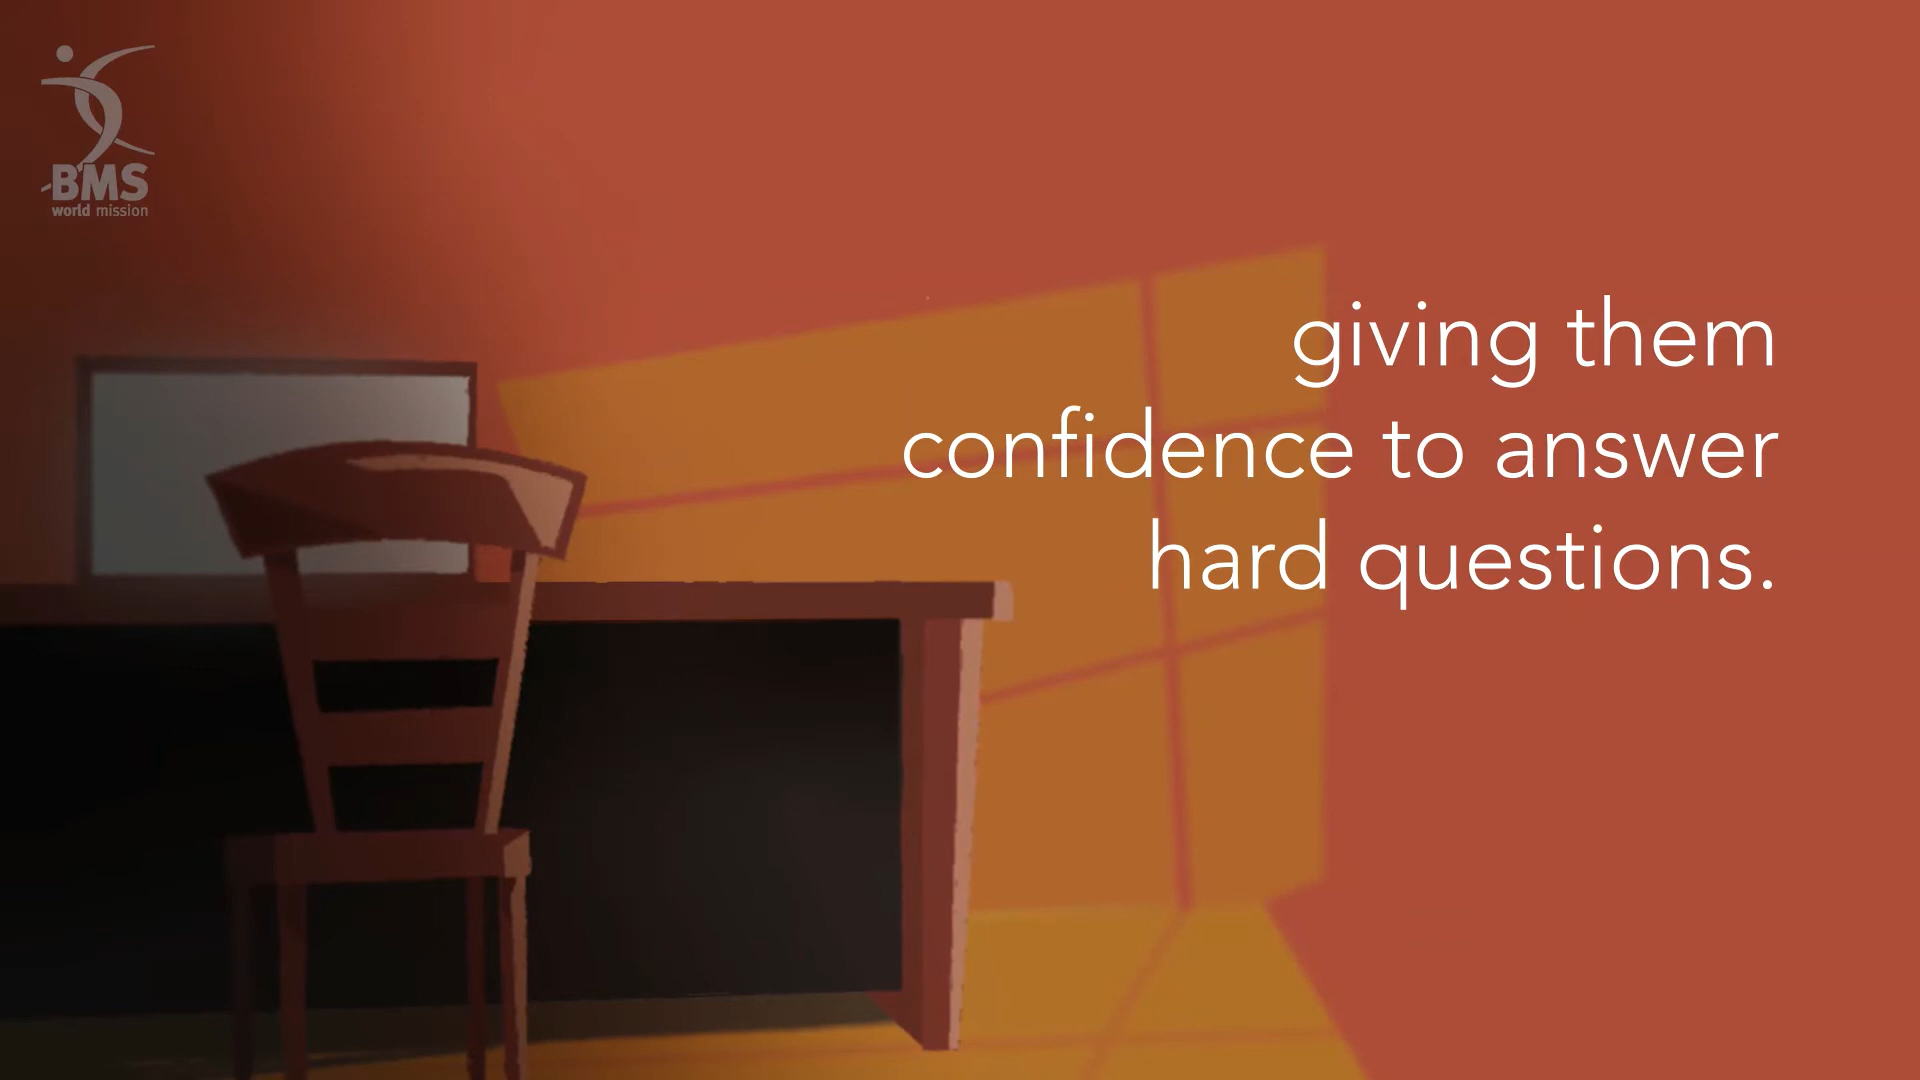 BMS
world mission
giving them
confidence to answer
hard questions.